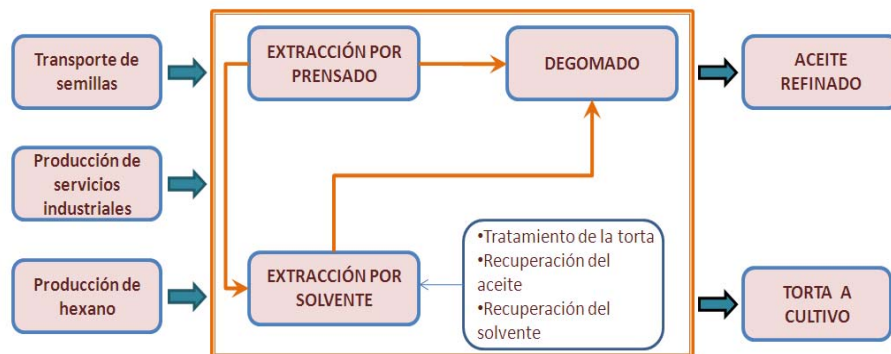 Transporte de
semillas
Producción de
servicios
industriales
Producción de
hexano
EXTRACCIÓN POR
PRENSADO
DEGOMADO
EXTRACCIÓN POR
SOLVENTE
•Tratamiento de la torta
•Recuperación del
aceite
•Recuperación del
solvente
ACEITE
REFINADO
TORTA A
CULTIVO